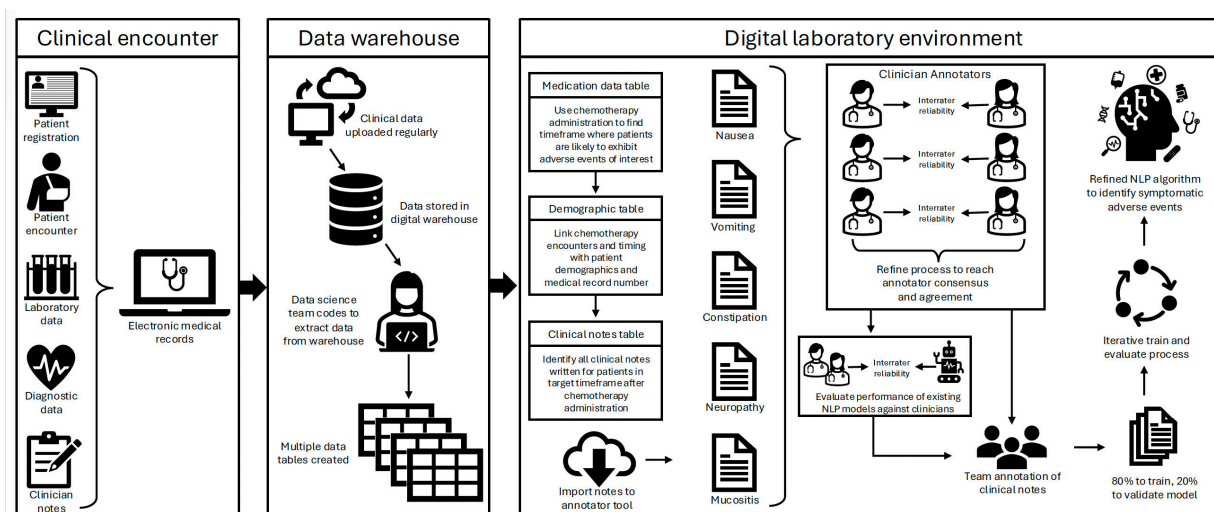 Clinical encounter
Patient
registration
Patient
encounter
Laboratory
data
Diagnostic
data
Clinician
notes
Electronic medical
records
Data warehouse
Clinical data
uploaded regularly
Data stored in
digital warehouse
Data science
team codes to
extract data
from warehouse
</>
Multiple data
tables created
Digital laboratory environment
Medication data table
Use chemotherapy
administration to find
timeframe where patients
are likely to exhibit
adverse events of interest
Demographic table
Link chemotherapy
encounters and timing
with patient
demographics and
medical record number
Clinical notes table
Identify all clinical notes
written for patients in
target timeframe after
chemotherapy
administration
Import notes to
annotator tool
Nausea
Vomiting
Constipation
Neuropathy
Mucositis
Clinician Annotators
Interrater
reliability
Interrater
reliability
Interrater
reliability
Refine process to reach
annotator consensus
and agreement
Interrater
reliability
Evaluate performance of existing
NLP models against clinicians
Team annotation of
clinical notes
80% to train, 20%
to validate model
Iterative train and
evaluate process
Refined NLP algorithm
to identify symptomatic
adverse events